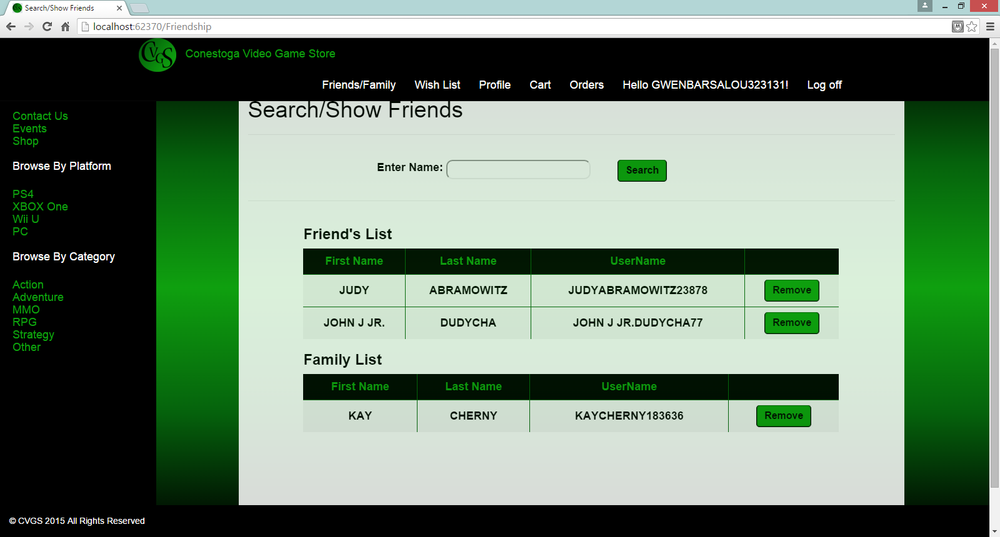 Search/Show Friends
localhost:62370/Friendship
CVGS
Conestoga Video Game Store
Friends/Family Wish List Profile Cart Orders Hello GWENBARSALOU323131! Log off
Contact Us
Events
Shop
Browse By Platform
PS4
XBOX One
Wii U
PC
Browse By Category
Action
Adventure
MMO
RPG
Strategy
Other
Search/Show Friends
Enter Name: Search
Friend's List
First Name Last Name UserName
JUDY ABRAMOWITZ JUDYABRAMOWITZ23878 Remove
JOHN J JR. DUDYCHA JOHN J JR.DUDYCHA77 Remove
Family List
First Name Last Name UserName
KAY CHERNY KAYCHERNY183636 Remove
© CVGS 2015 All Rights Reserved